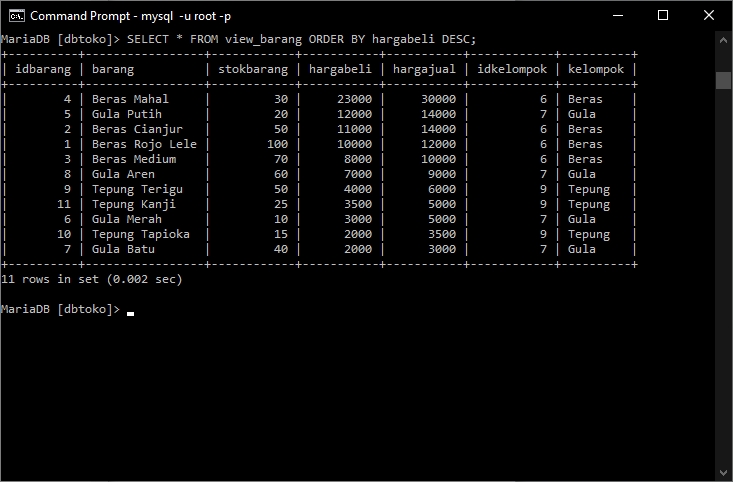 Command Prompt - mysql  -u root -p
MariaDB [dbtoko]> SELECT * FROM view_barang ORDER BY hargabeli DESC;
+----------+-----------------+------------+-----------+-----------+------------+----------+
| idbarang | barang          | stokbarang | hargabeli | hargajual | idkelompok | kelompok |
+----------+-----------------+------------+-----------+-----------+------------+----------+
|        4 | Beras Mahal     |         30 |     23000 |     30000 |          6 | Beras    |
|        5 | Gula Putih      |         20 |     12000 |     14000 |          7 | Gula     |
|        2 | Beras Cianjur   |         50 |     11000 |     14000 |          6 | Beras    |
|        1 | Beras Rojo Lele |        100 |     10000 |     12000 |          6 | Beras    |
|        3 | Beras Medium    |         70 |      8000 |     10000 |          6 | Beras    |
|        8 | Gula Aren       |         60 |      7000 |      9000 |          7 | Gula     |
|        9 | Tepung Terigu   |         50 |      4000 |      6000 |          9 | Tepung   |
|       11 | Tepung Kanji    |         25 |      3500 |      5000 |          9 | Tepung   |
|        6 | Gula Merah      |         10 |      3000 |      5000 |          7 | Gula     |
|       10 | Tepung Tapioka  |         15 |      2000 |      3500 |          9 | Tepung   |
|        7 | Gula Batu       |         40 |      2000 |      3000 |          7 | Gula     |
+----------+-----------------+------------+-----------+-----------+------------+----------+
11 rows in set (0.002 sec)
MariaDB [dbtoko]>